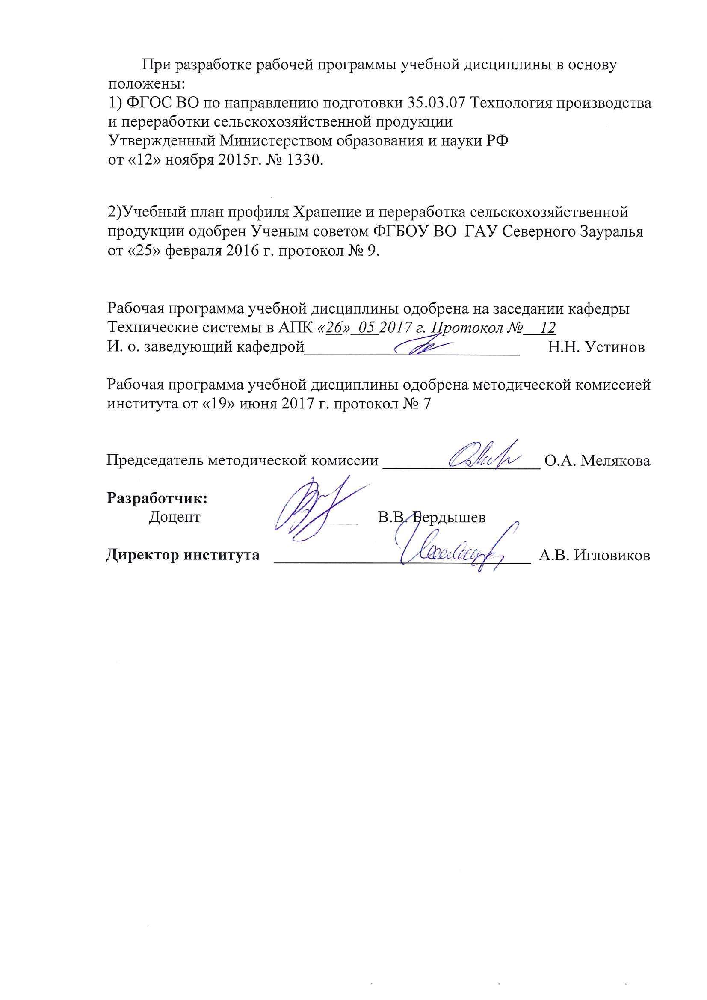 При разработке рабочей программы учебной дисциплины в основу
положены:
1) ФГОС ВО по направлению подготовки 35.03.07 Технология производства
и переработки сельскохозяйственной продукции
Утвержденный Министерством образования и науки РФ
от «12» ноября 2015г. № 1330.
2)Учебный план профиля Хранение и переработка сельскохозяйственной
продукции одобрен Ученым советом ФГБОУ ВО ГАУ Северного Зауралья
от «25» февраля 2016 г. протокол № 9.
Рабочая программа учебной дисциплины одобрена на заседании кафедры
Технические системы в АПК «26» 05 2017 г. Протокол № 12
И. о. заведующий кафедрой Н.Н. Устинов
Рабочая программа учебной дисциплины одобрена методической комиссией
института от «19» июня 2017 г. протокол № 7
Председатель методической комиссии О.А. Мелякова
Разработчик:
Доцент В.В. Бердышев
Директор института А.В. Игловиков